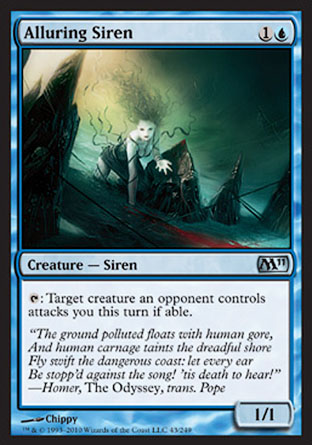 Alluring Siren 1
Creature — Siren M11
: Target creature an opponent controls
attacks you this turn if able.
"The ground polluted floats with human gore,
And human carnage taints the dreadful shore
Fly swift the dangerous coast: let every ear
Be stopp'd against the song! 'tis death to hear!"
—Homer, The Odyssey, trans. Pope
Chippy
1/1
™ & © 1993–2010 Wizards of the Coast LLC 43/249